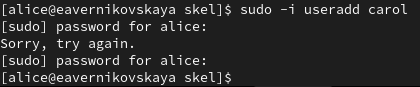 [alice@eavernikovskaya skel]$ sudo -i useradd carol
[sudo] password for alice:
Sorry, try again.
[sudo] password for alice:
[alice@eavernikovskaya skel]$